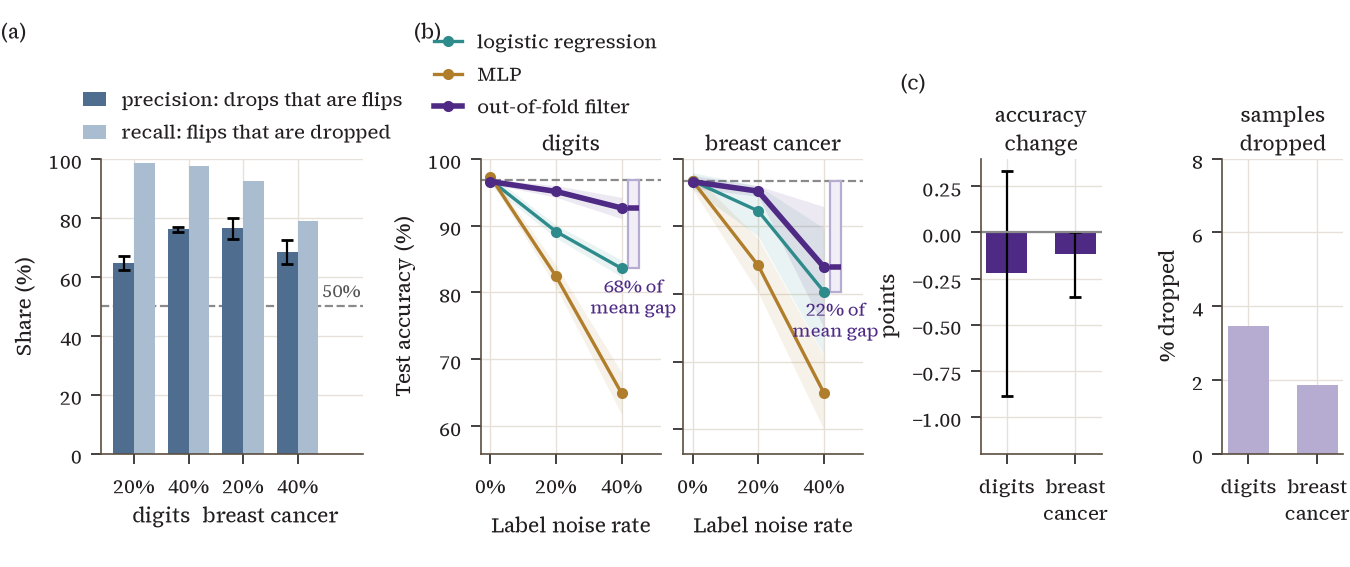 (a)
precision: drops that are flips
recall: flips that are dropped
Share (%)
100
80
60
40
20
0
50%
20% 40% 20% 40%
digits breast cancer
(b)
logistic regression
MLP
out-of-fold filter
digits
breast cancer
Test accuracy (%)
100
90
80
70
60
68% of
mean gap
22% of
mean gap
0% 20% 40%
0% 20% 40%
Label noise rate
Label noise rate
(c)
accuracy
change
points
0.25
0.00
−0.25
−0.50
−0.75
−1.00
digits breast
cancer
samples
dropped
% dropped
8
6
4
2
0
digits breast
cancer